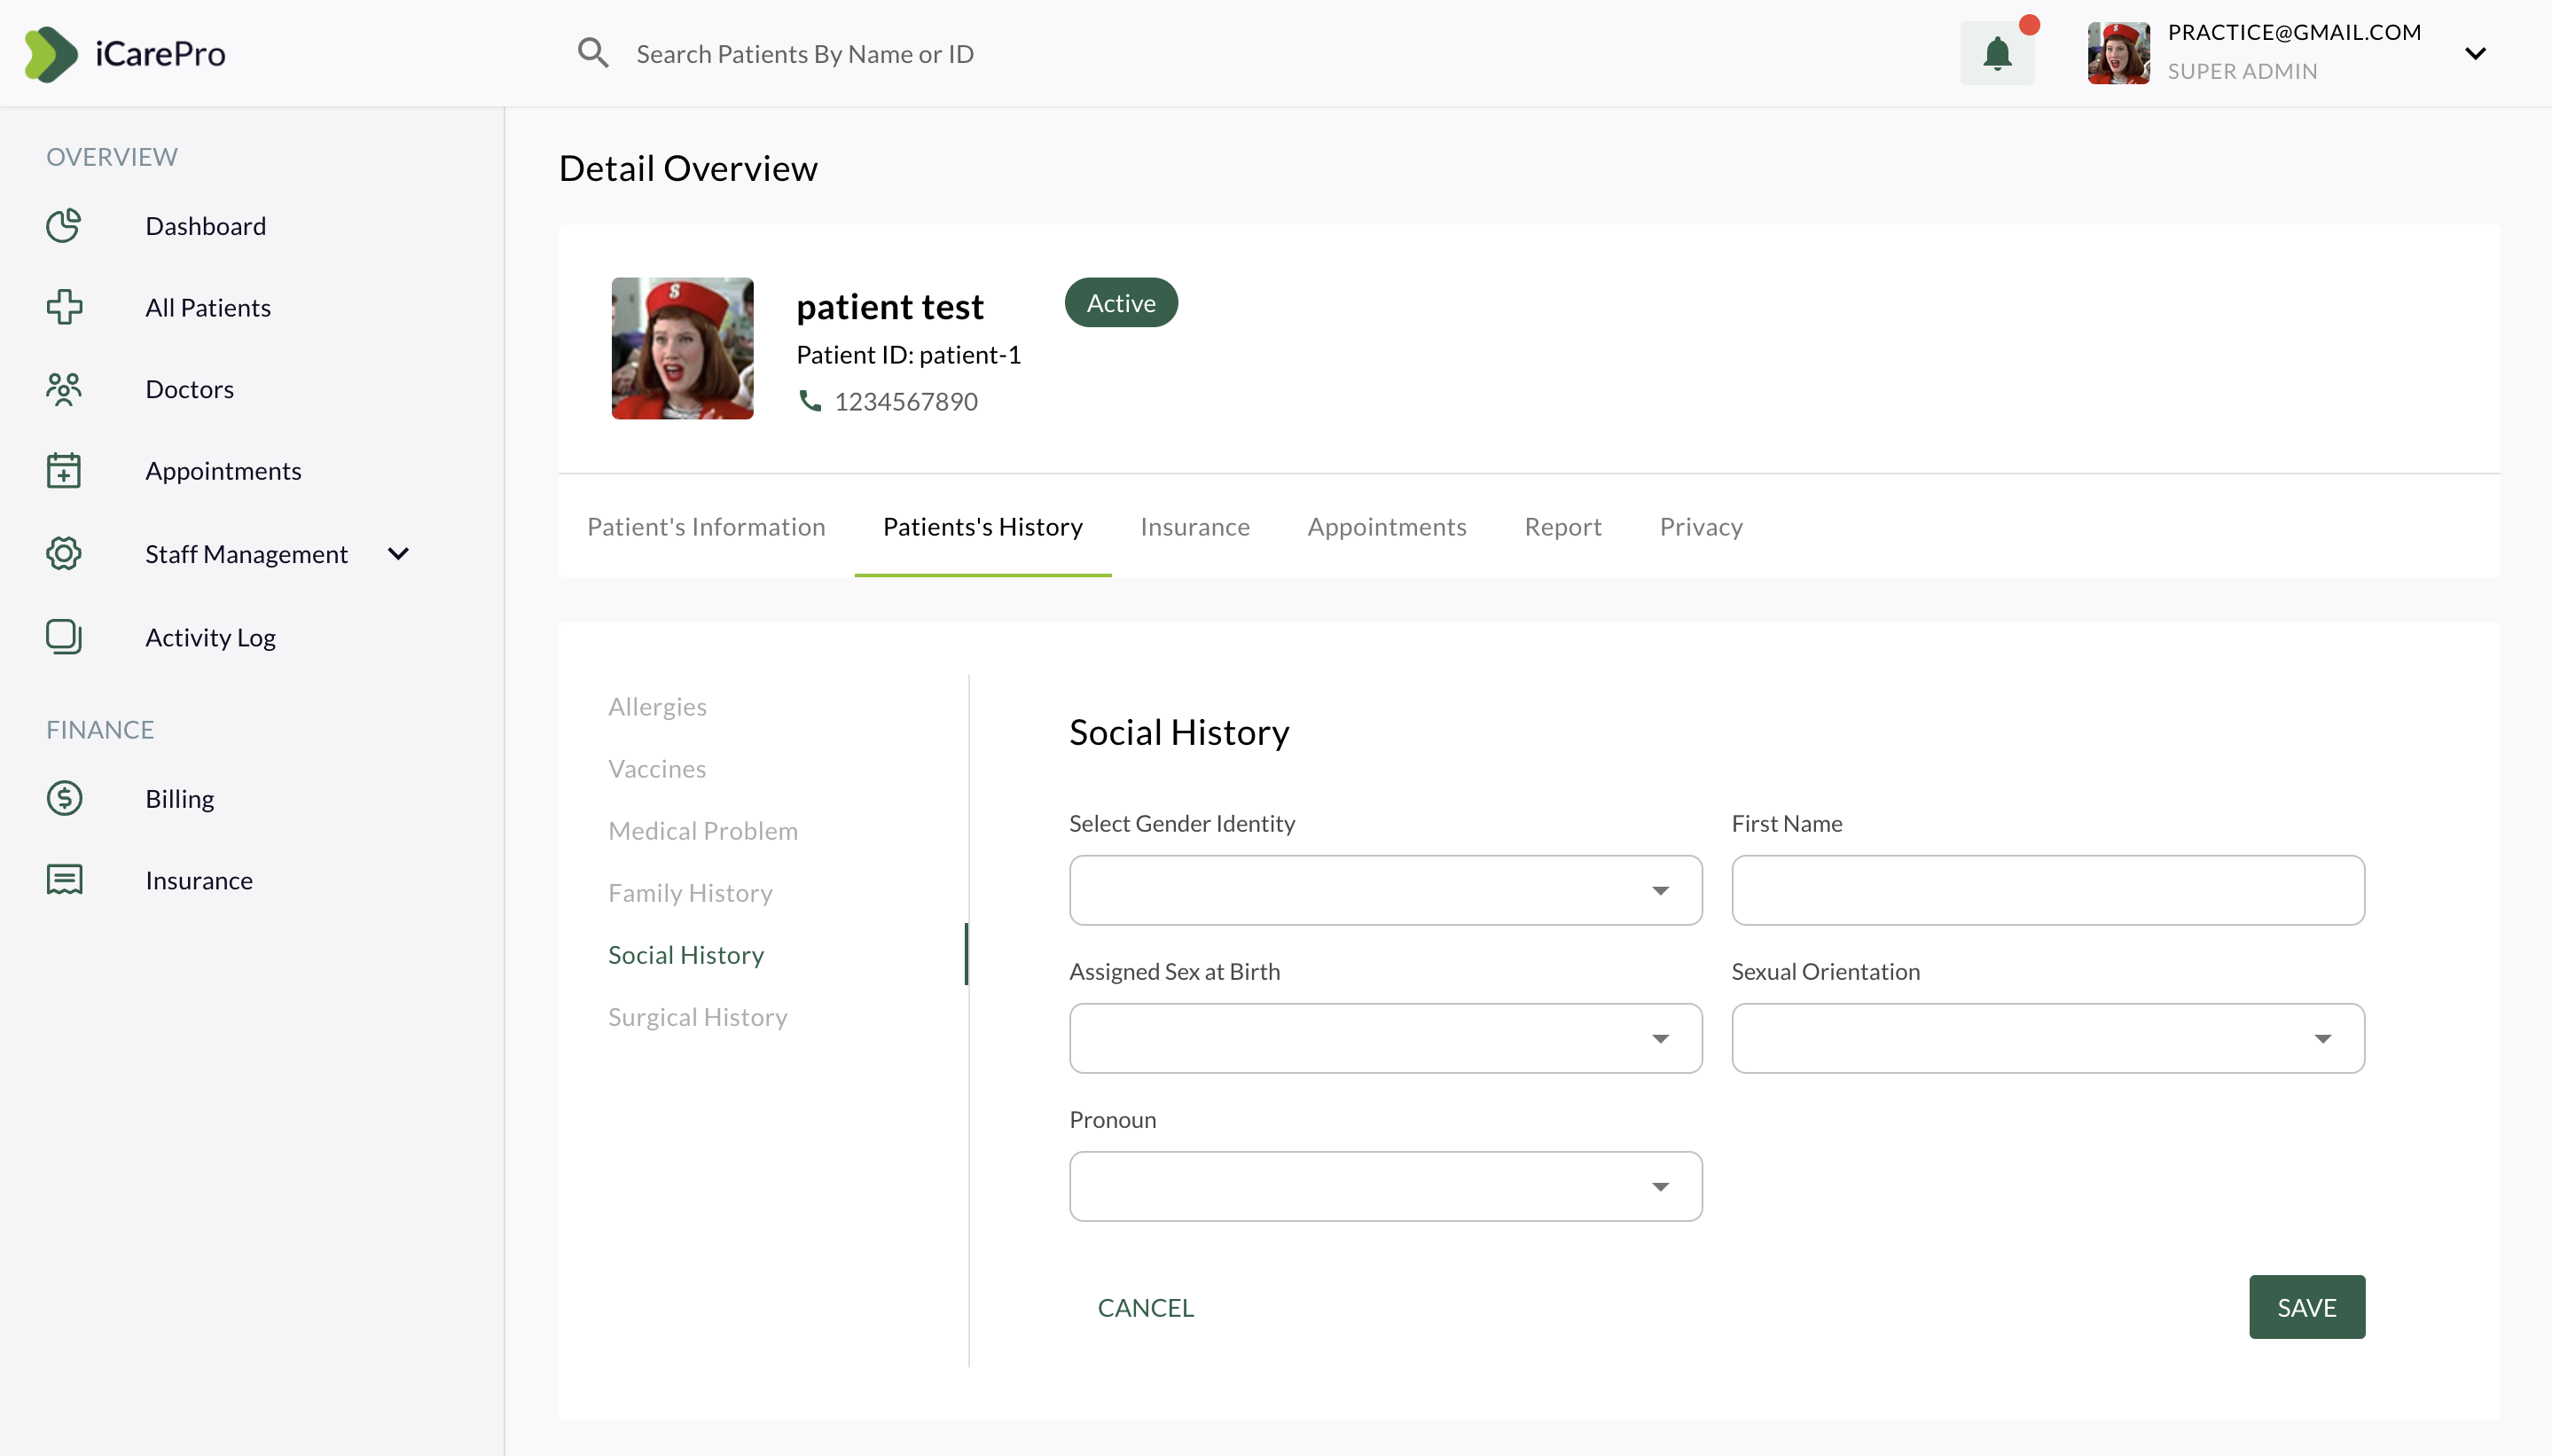 iCarePro
Search Patients By Name or ID
PRACTICE@GMAIL.COM
SUPER ADMIN
OVERVIEW
Dashboard
All Patients
Doctors
Appointments
Staff Management
Activity Log
FINANCE
Billing
Insurance
Detail Overview
S
patient test
Active
Patient ID: patient-1
1234567890
Patient's Information
Patients's History
Insurance
Appointments
Report
Privacy
Allergies
Vaccines
Medical Problem
Family History
Social History
Surgical History
Social History
Select Gender Identity
First Name
Assigned Sex at Birth
Sexual Orientation
Pronoun
CANCEL
SAVE